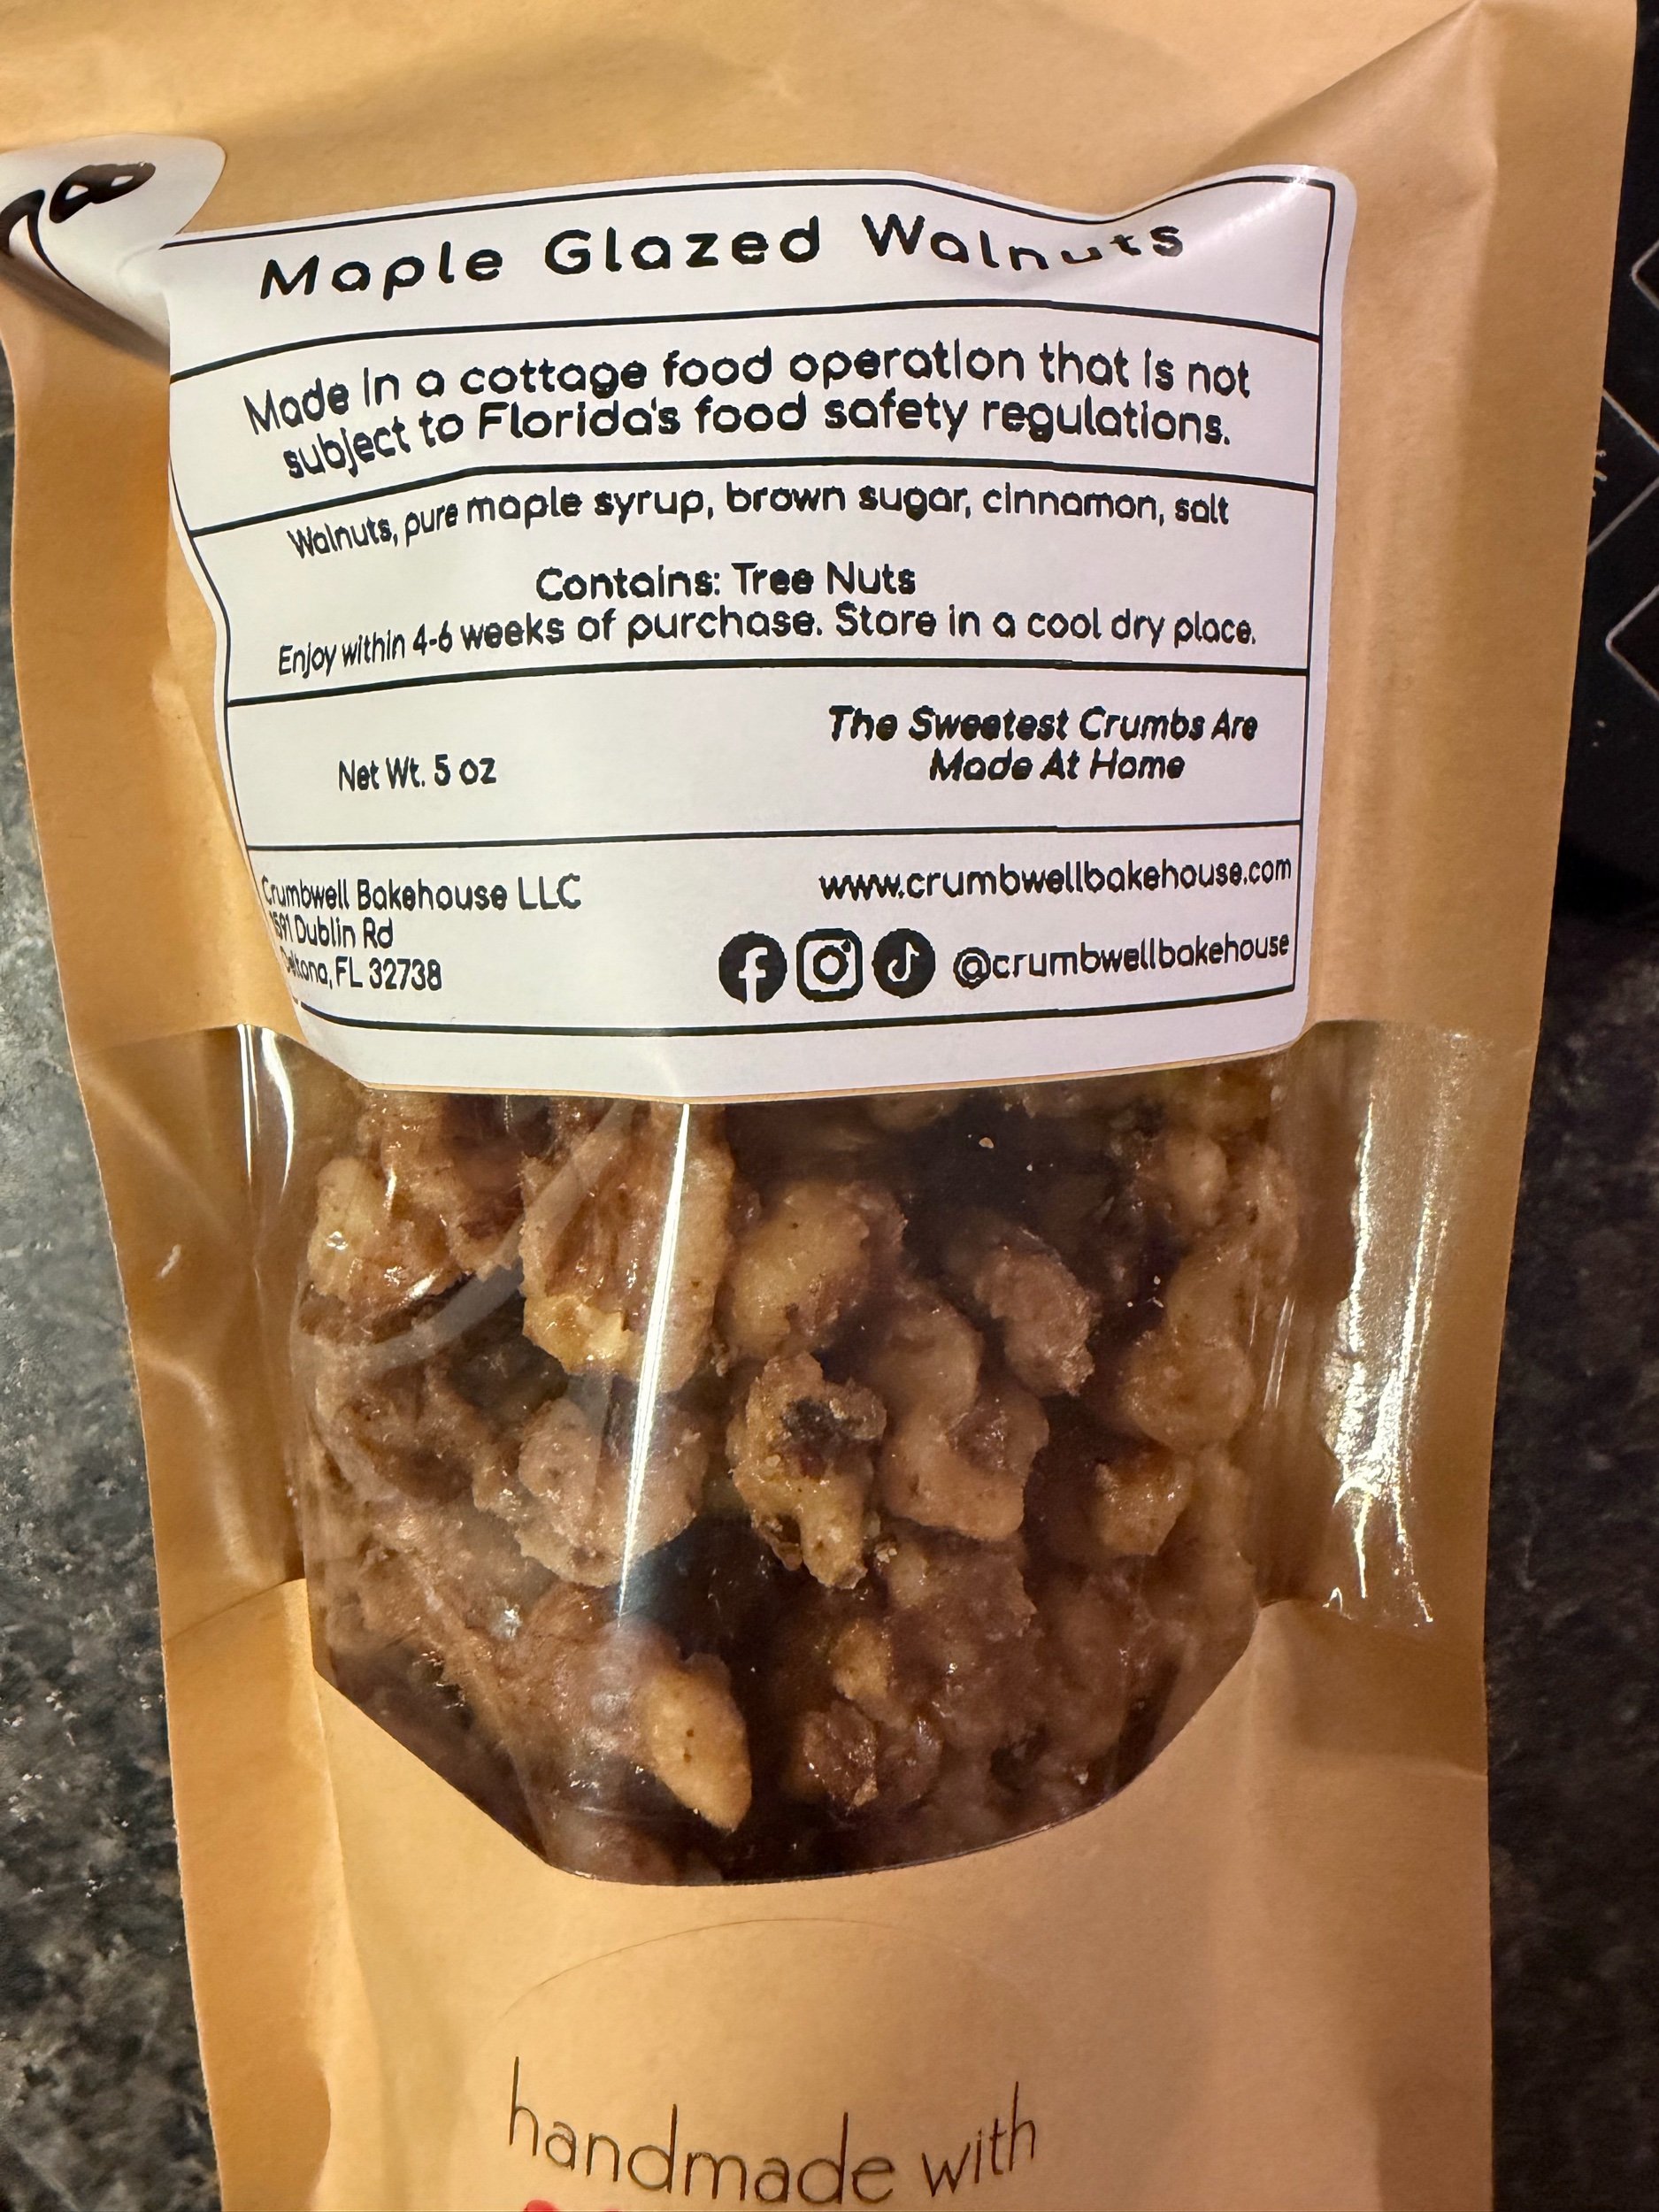 Maple Glazed Walnuts
Made in a cottage food operation that is not
subject to Florida's food safety regulations.
Walnuts, pure maple syrup, brown sugar, cinnamon, salt
Contains: Tree Nuts
Enjoy within 4-6 weeks of purchase. Store in a cool dry place.
Net Wt. 5 oz
The Sweetest Crumbs Are
Made At Home
Crumbwell Bakehouse LLC
Dublin Rd
Deltona, FL 32738
www.crumbwellbakehouse.com
@crumbwellbakehouse
handmade with